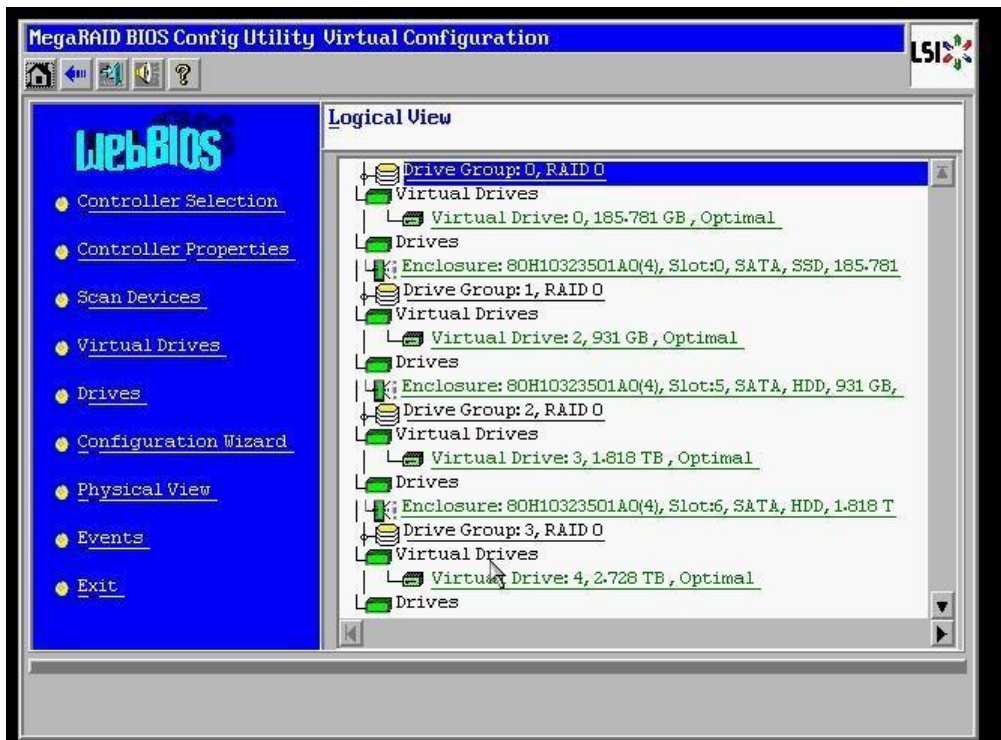 MegaRAID BIOS Config Utility Virtual Configuration
LSI
?
WebBIOS
Controller Selection
Controller Properties
Scan Devices
Virtual Drives
Drives
Configuration Wizard
Physical View
Events
Exit
Logical View
Drive Group: 0, RAID 0
Virtual Drives
Virtual Drive: 0, 185.781 GB , Optimal
Drives
Enclosure: 80H10323501A0(4), Slot:0, SATA, SSD, 185.781
Drive Group: 1, RAID 0
Virtual Drives
Virtual Drive: 2, 931 GB , Optimal
Drives
Enclosure: 80H10323501A0(4), Slot:5, SATA, HDD, 931 GB,
Drive Group: 2, RAID 0
Virtual Drives
Virtual Drive: 3, 1.818 TB , Optimal
Drives
Enclosure: 80H10323501A0(4), Slot:6, SATA, HDD, 1.818 T
Drive Group: 3, RAID 0
Virtual Drives
Virtual Drive: 4, 2.728 TB , Optimal
Drives